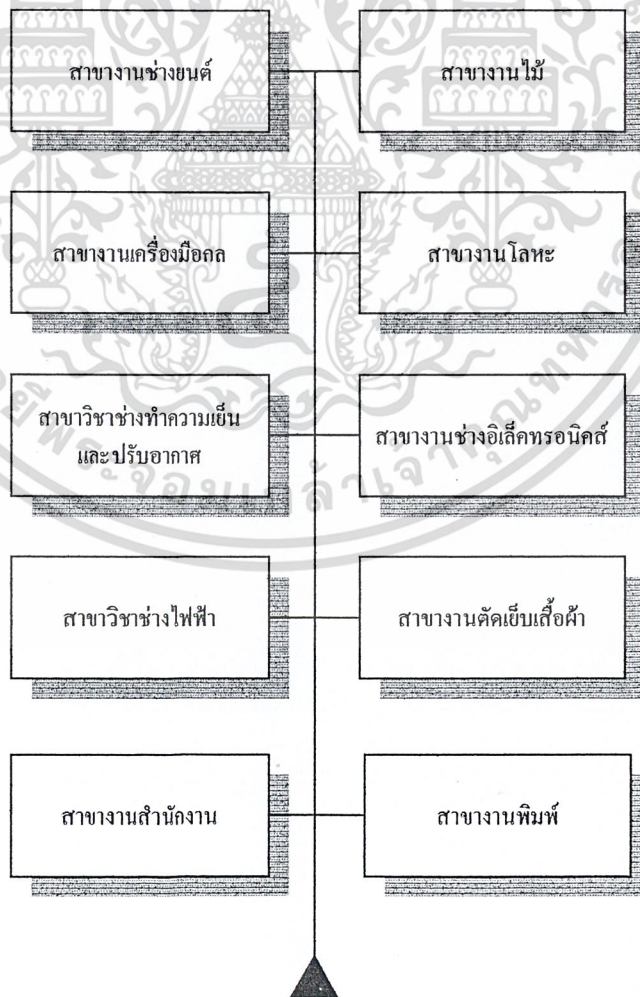 สาขางานช่างยนต์
สาขางานไม้
สาขางานเครื่องมือกล
สาขางานโลหะ
สาขาวิชาช่างทำความเย็น
และปรับอากาศ
สาขางานช่างอิเล็คทรอนิคส์
สาขาวิชาช่างไฟฟ้า
สาขางานตัดเย็บเสื้อผ้า
สาขางานสำนักงาน
สาขางานพิมพ์